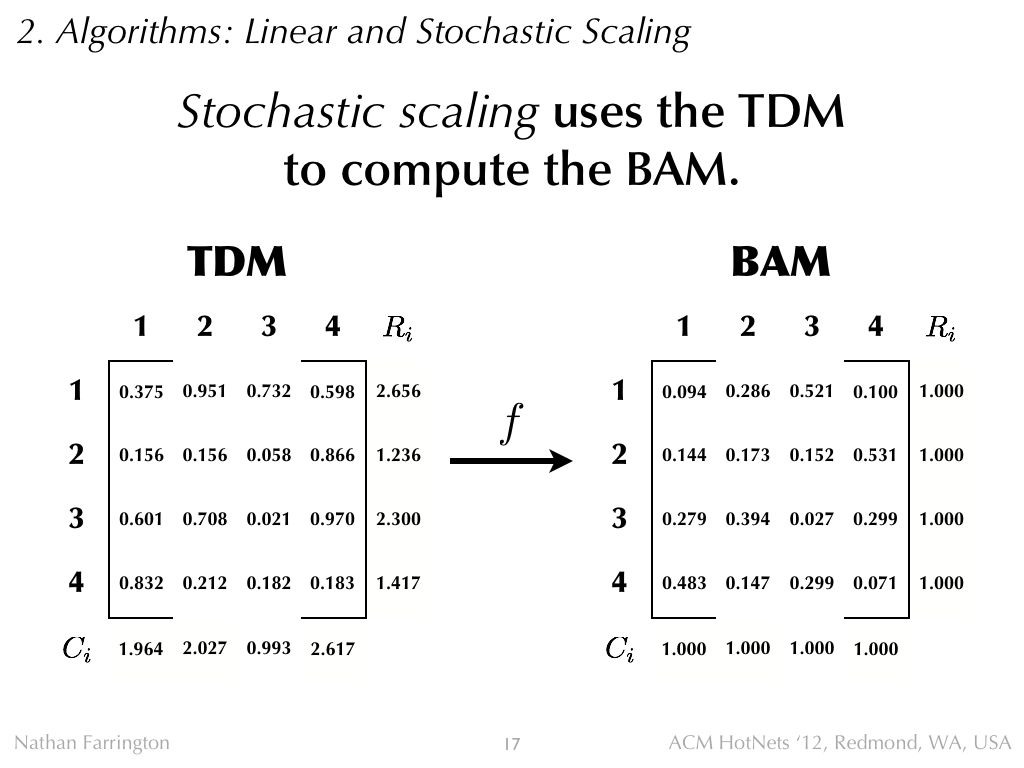 2. Algorithms: Linear and Stochastic Scaling
Stochastic scaling uses the TDM
to compute the BAM.
TDM
1 2 3 4 Ri
1 0.375 0.951 0.732 0.598 2.656
2 0.156 0.156 0.058 0.866 1.236
3 0.601 0.708 0.021 0.970 2.300
4 0.832 0.212 0.182 0.183 1.417
Ci 1.964 2.027 0.993 2.617
f
BAM
1 2 3 4 Ri
1 0.094 0.286 0.521 0.100 1.000
2 0.144 0.173 0.152 0.531 1.000
3 0.279 0.394 0.027 0.299 1.000
4 0.483 0.147 0.299 0.071 1.000
Ci 1.000 1.000 1.000 1.000
Nathan Farrington
17
ACM HotNets ‘12, Redmond, WA, USA